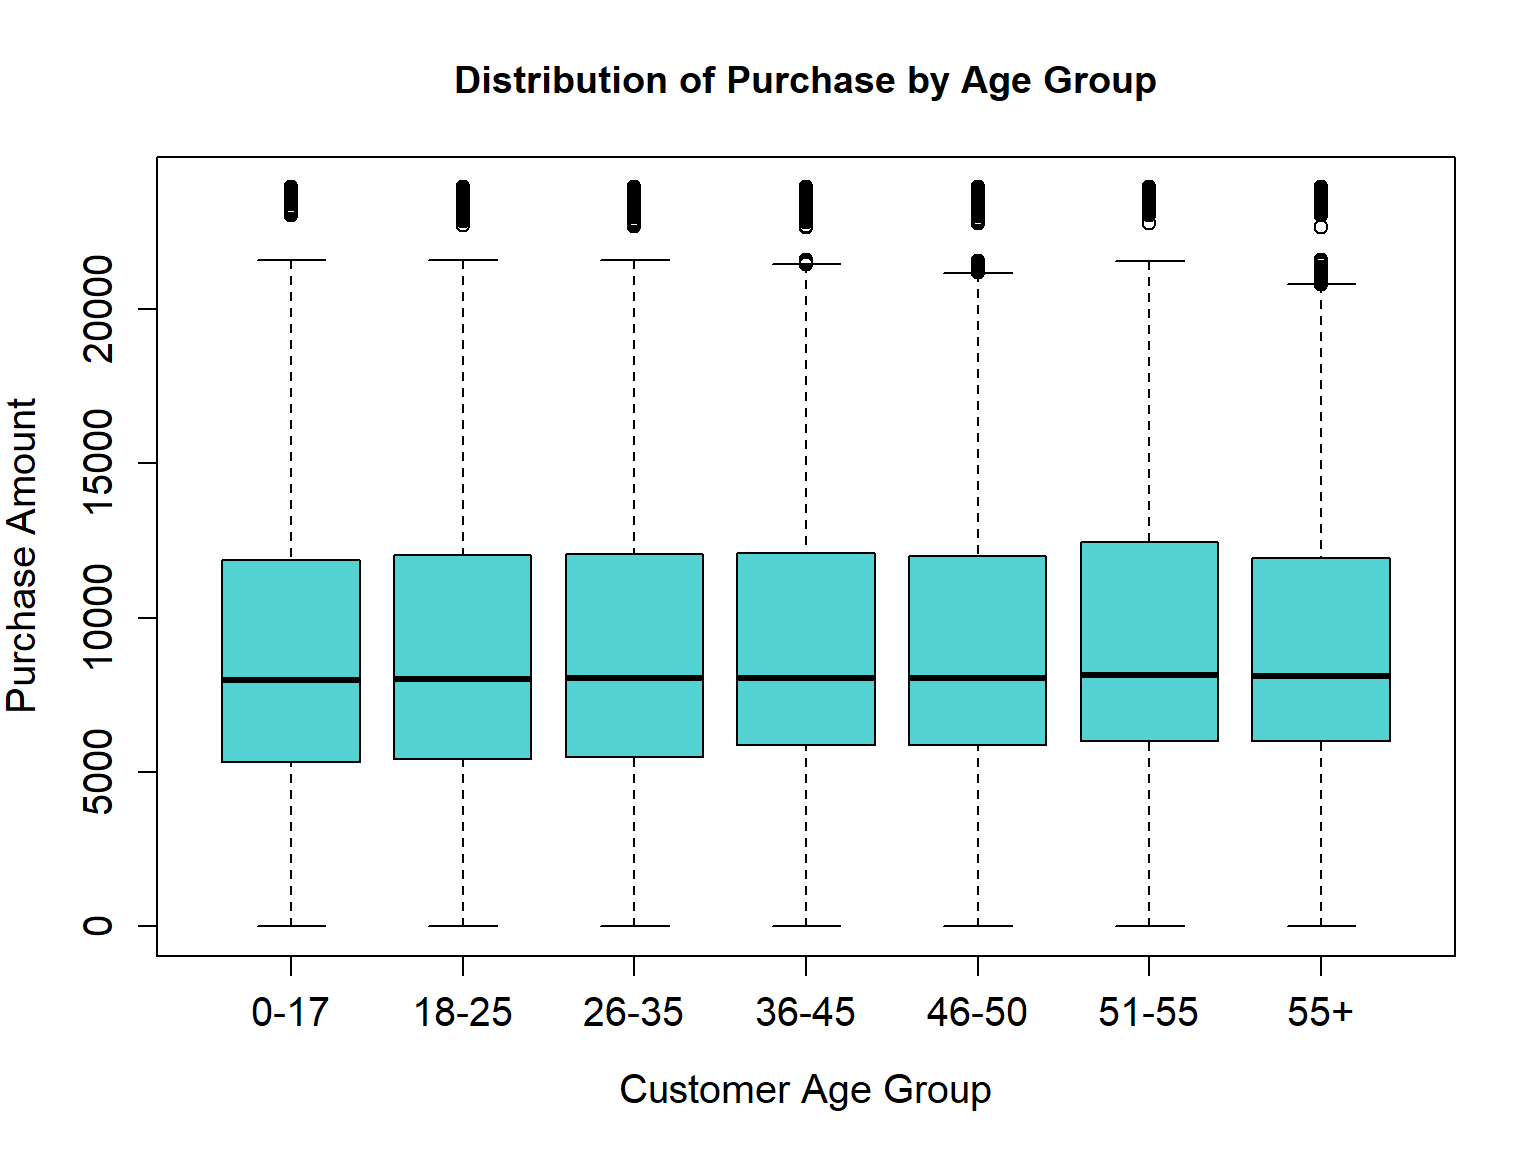 Distribution of Purchase by Age Group
Purchase Amount
20000
15000
10000
5000
0
0-17 18-25 26-35 36-45 46-50 51-55 55+
Customer Age Group